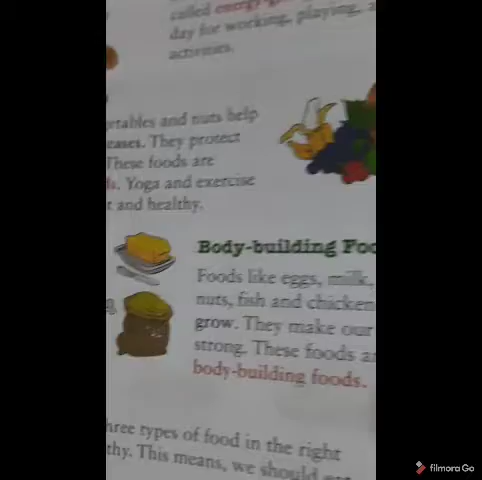 called energy-
day for working, playing, a
activities.
etables and nuts help
eases. They protect
These foods are
ds. Yoga and exercise
t and healthy.
Body-building Foo
Foods like eggs, milk,
nuts, fish and chicken
grow. They make our
strong. These foods a
body-building foods.
hree types of food in the right
thy. This means, we should eat
filmora Go